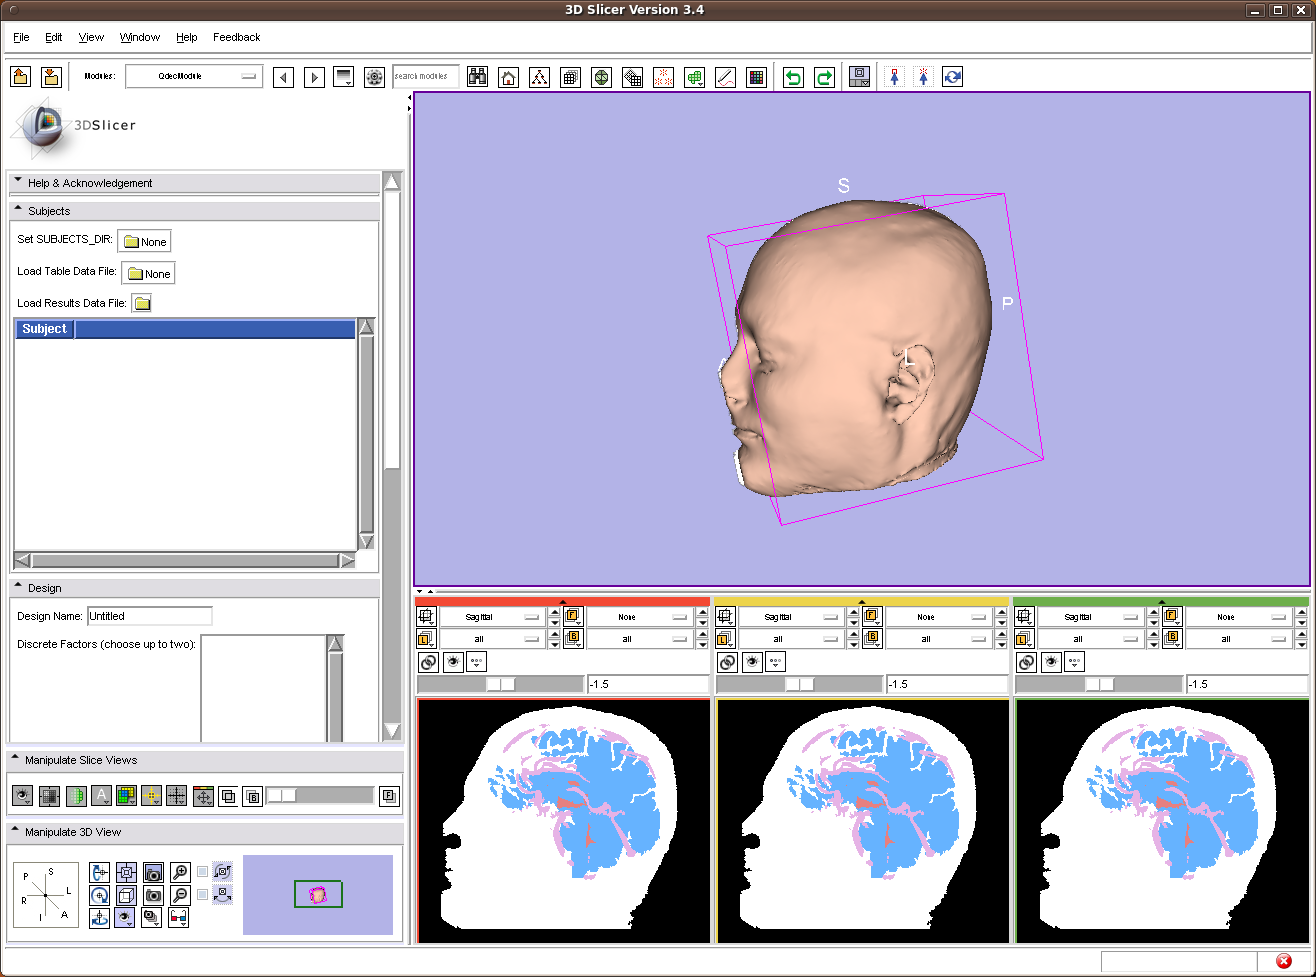 3D Slicer Version 3.4
File Edit View Window Help Feedback
Modules: QdecModule search modules
3DSlicer
Help & Acknowledgement
Subjects
Set SUBJECTS_DIR: None
Load Table Data File: None
Load Results Data File:
Subject
Design
Design Name: Untitled
Discrete Factors (choose up to two):
Manipulate Slice Views
A B F
Manipulate 3D View
P S L
R I A
S
P
L
Sagittal F None
L all B all
-1.5
Sagittal F None
L all B all
-1.5
Sagittal F None
L all B all
-1.5